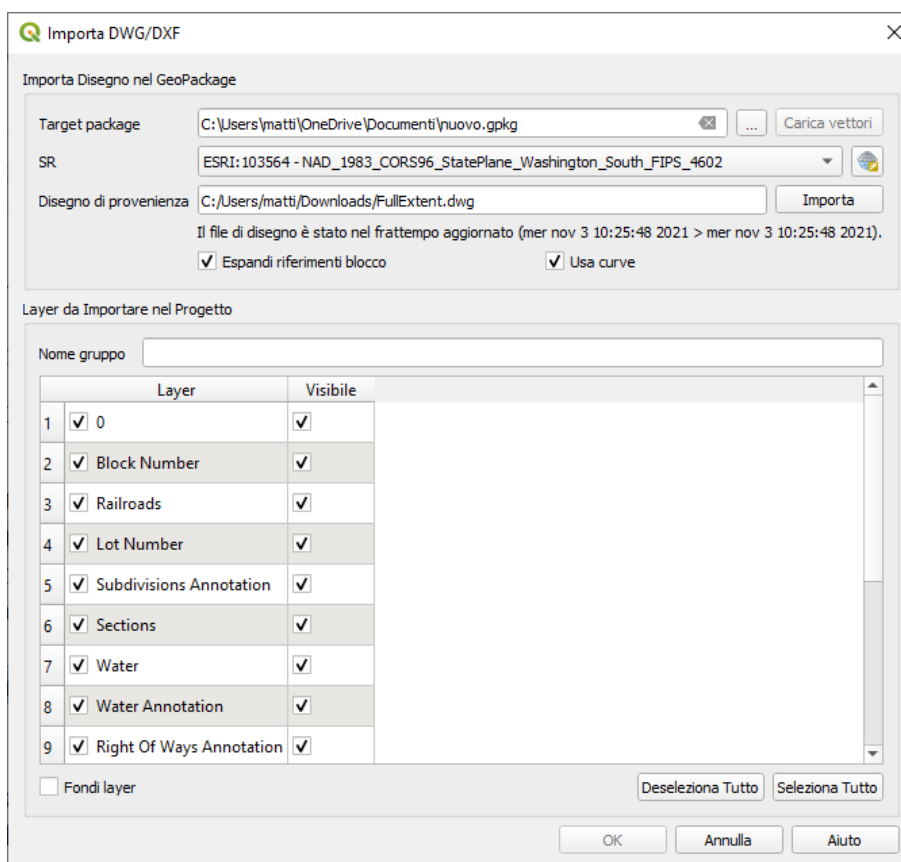 Importa DWG/DXF
Importa Disegno nel GeoPackage
Target package C:\Users\matti\OneDrive\Documenti\nuovo.gpkg ... Carica vettori
SR ESRI:103564 - NAD_1983_CORS96_StatePlane_Washington_South_FIPS_4602
Disegno di provenienza C:/Users/matti/Downloads/FullExtent.dwg Importa
Il file di disegno è stato nel frattempo aggiornato (mer nov 3 10:25:48 2021 > mer nov 3 10:25:48 2021).
Espandi riferimenti blocco Usa curve
Layer da Importare nel Progetto
Nome gruppo
Layer Visibile
1 0
2 Block Number
3 Railroads
4 Lot Number
5 Subdivisions Annotation
6 Sections
7 Water
8 Water Annotation
9 Right Of Ways Annotation
Fondi layer Deseleziona Tutto Seleziona Tutto
OK Annulla Aiuto